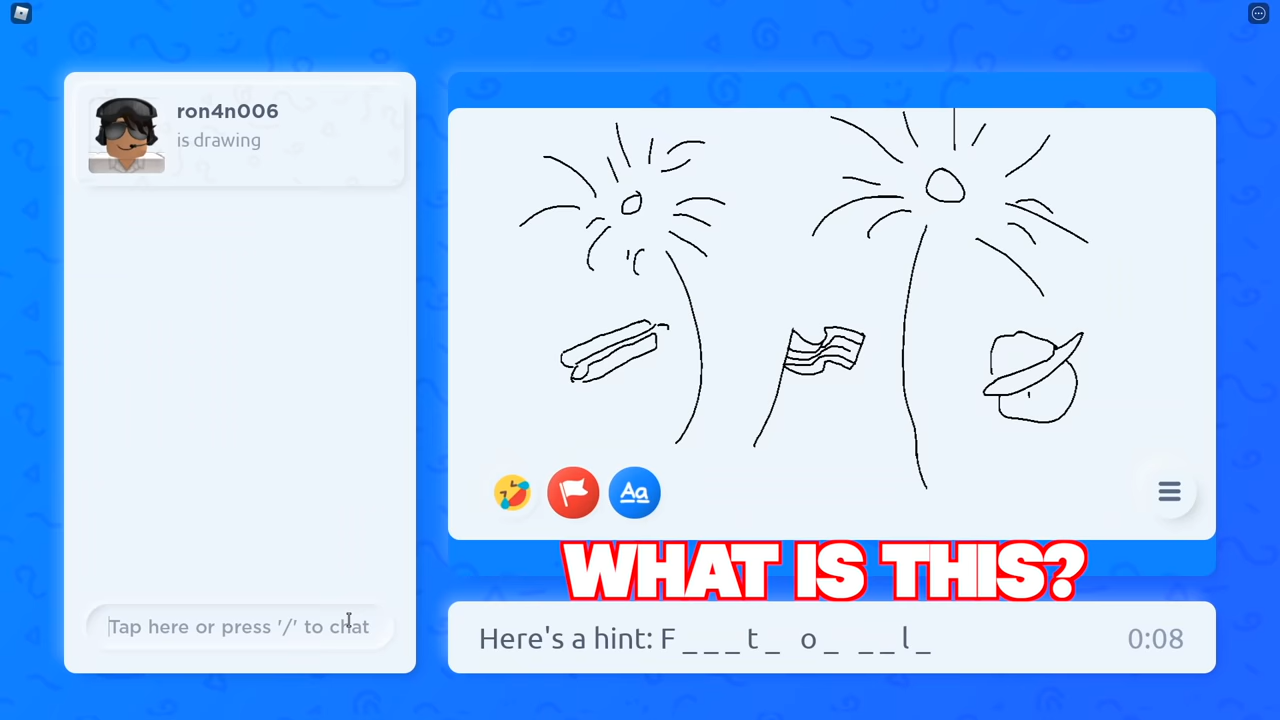 ron4n006
is drawing
Aa
WHAT IS THIS?
Tap here or press '/' to chat
Here's a hint: F _ _ _ t _  o _  _ _ l _
0:08